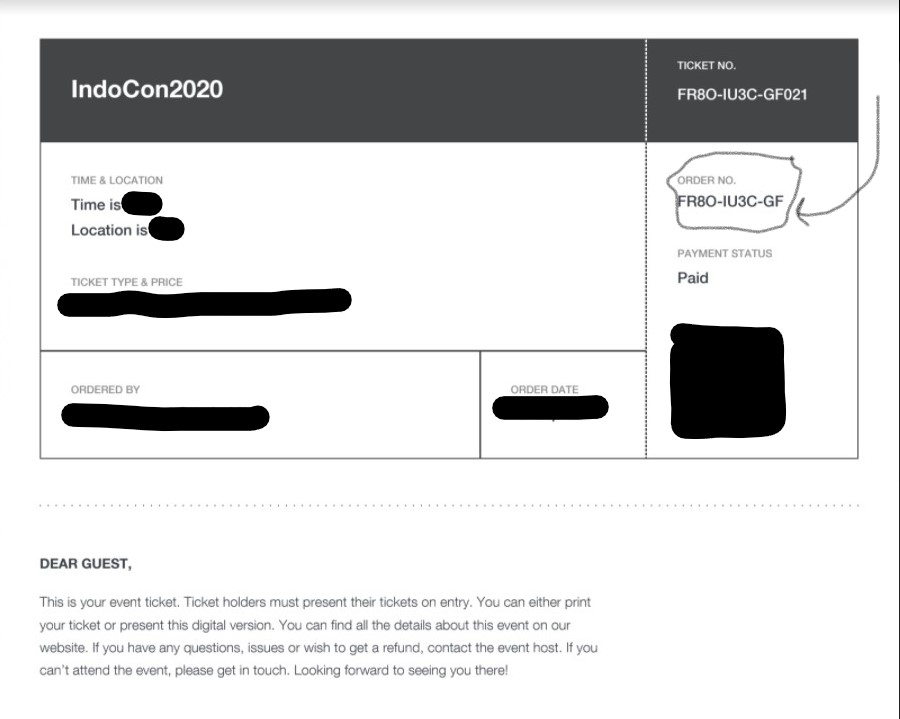 IndoCon2020
TICKET NO.
FR8O-IU3C-GF021
TIME & LOCATION
Time is
Location is
TICKET TYPE & PRICE
ORDER NO.
FR8O-IU3C-GF
PAYMENT STATUS
Paid
ORDERED BY
ORDER DATE
DEAR GUEST,
This is your event ticket. Ticket holders must present their tickets on entry. You can either print
your ticket or present this digital version. You can find all the details about this event on our
website. If you have any questions, issues or wish to get a refund, contact the event host. If you
can't attend the event, please get in touch. Looking forward to seeing you there!